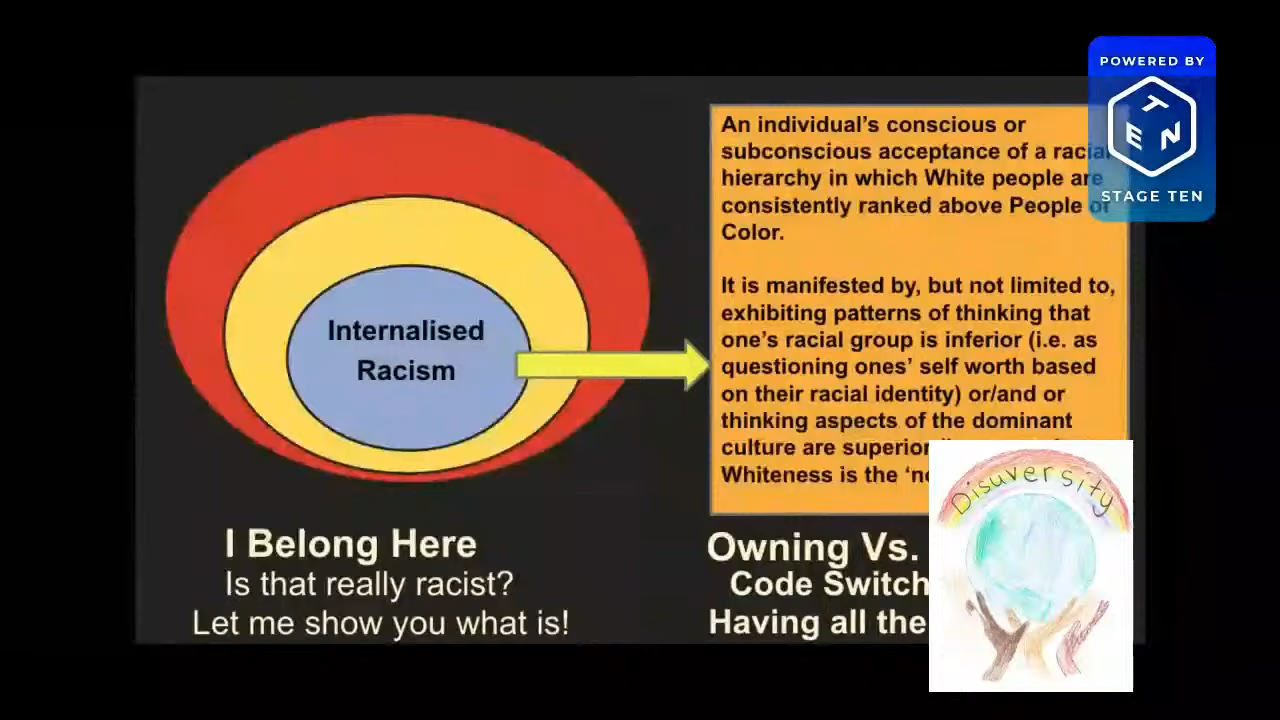 POWERED BY
TEN
STAGE TEN
An individual's conscious or
subconscious acceptance of a racial
hierarchy in which White people are
consistently ranked above People of
Color.
It is manifested by, but not limited to,
exhibiting patterns of thinking that
one's racial group is inferior (i.e. as
questioning ones' self worth based
on their racial identity) or/and or
thinking aspects of the dominant
culture are superior
Whiteness is the
Internalised
Racism
I Belong Here
Is that really racist?
Let me show you what is!
Owning Vs.
Code Switch
Having all the
Disuversity